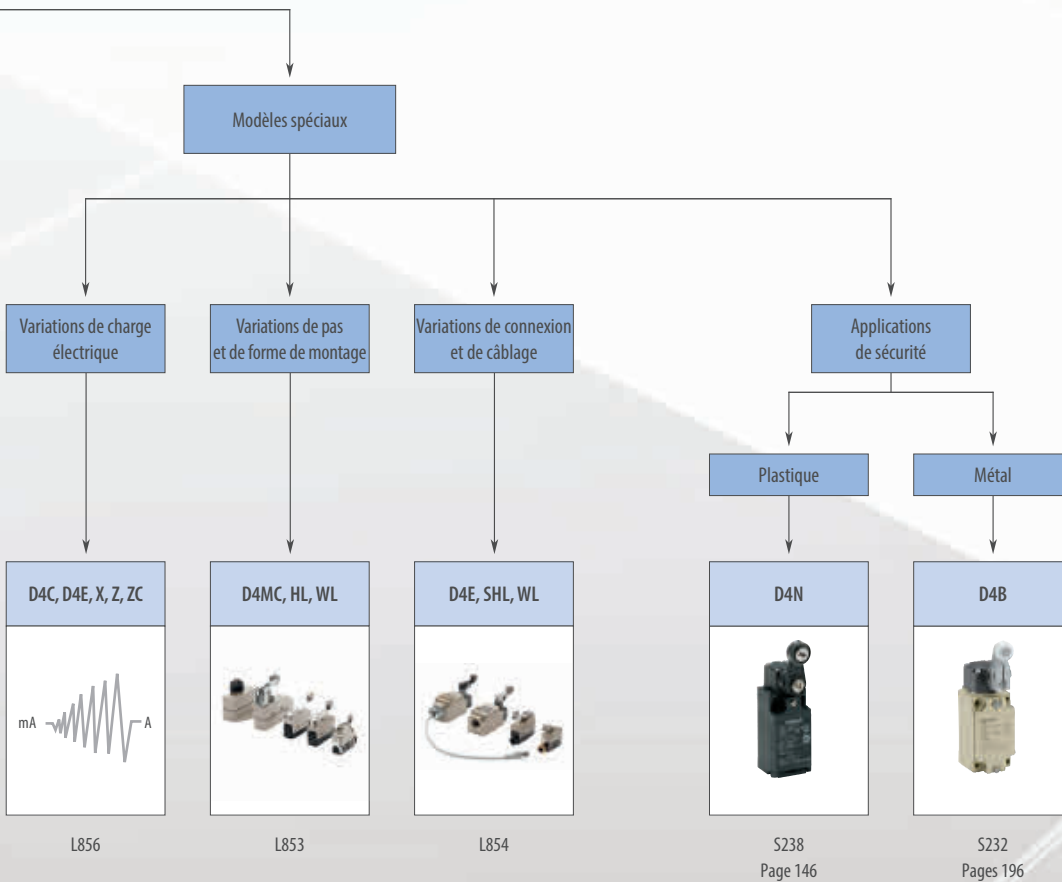 Modèles spéciaux
Variations de charge
électrique
Variations de pas
et de forme de montage
Variations de connexion
et de câblage
Applications
de sécurité
Plastique
Métal
D4C, D4E, X, Z, ZC
D4MC, HL, WL
D4E, SHL, WL
D4N
D4B
mA
A
L856
L853
L854
S238
Page 146
S232
Pages 196